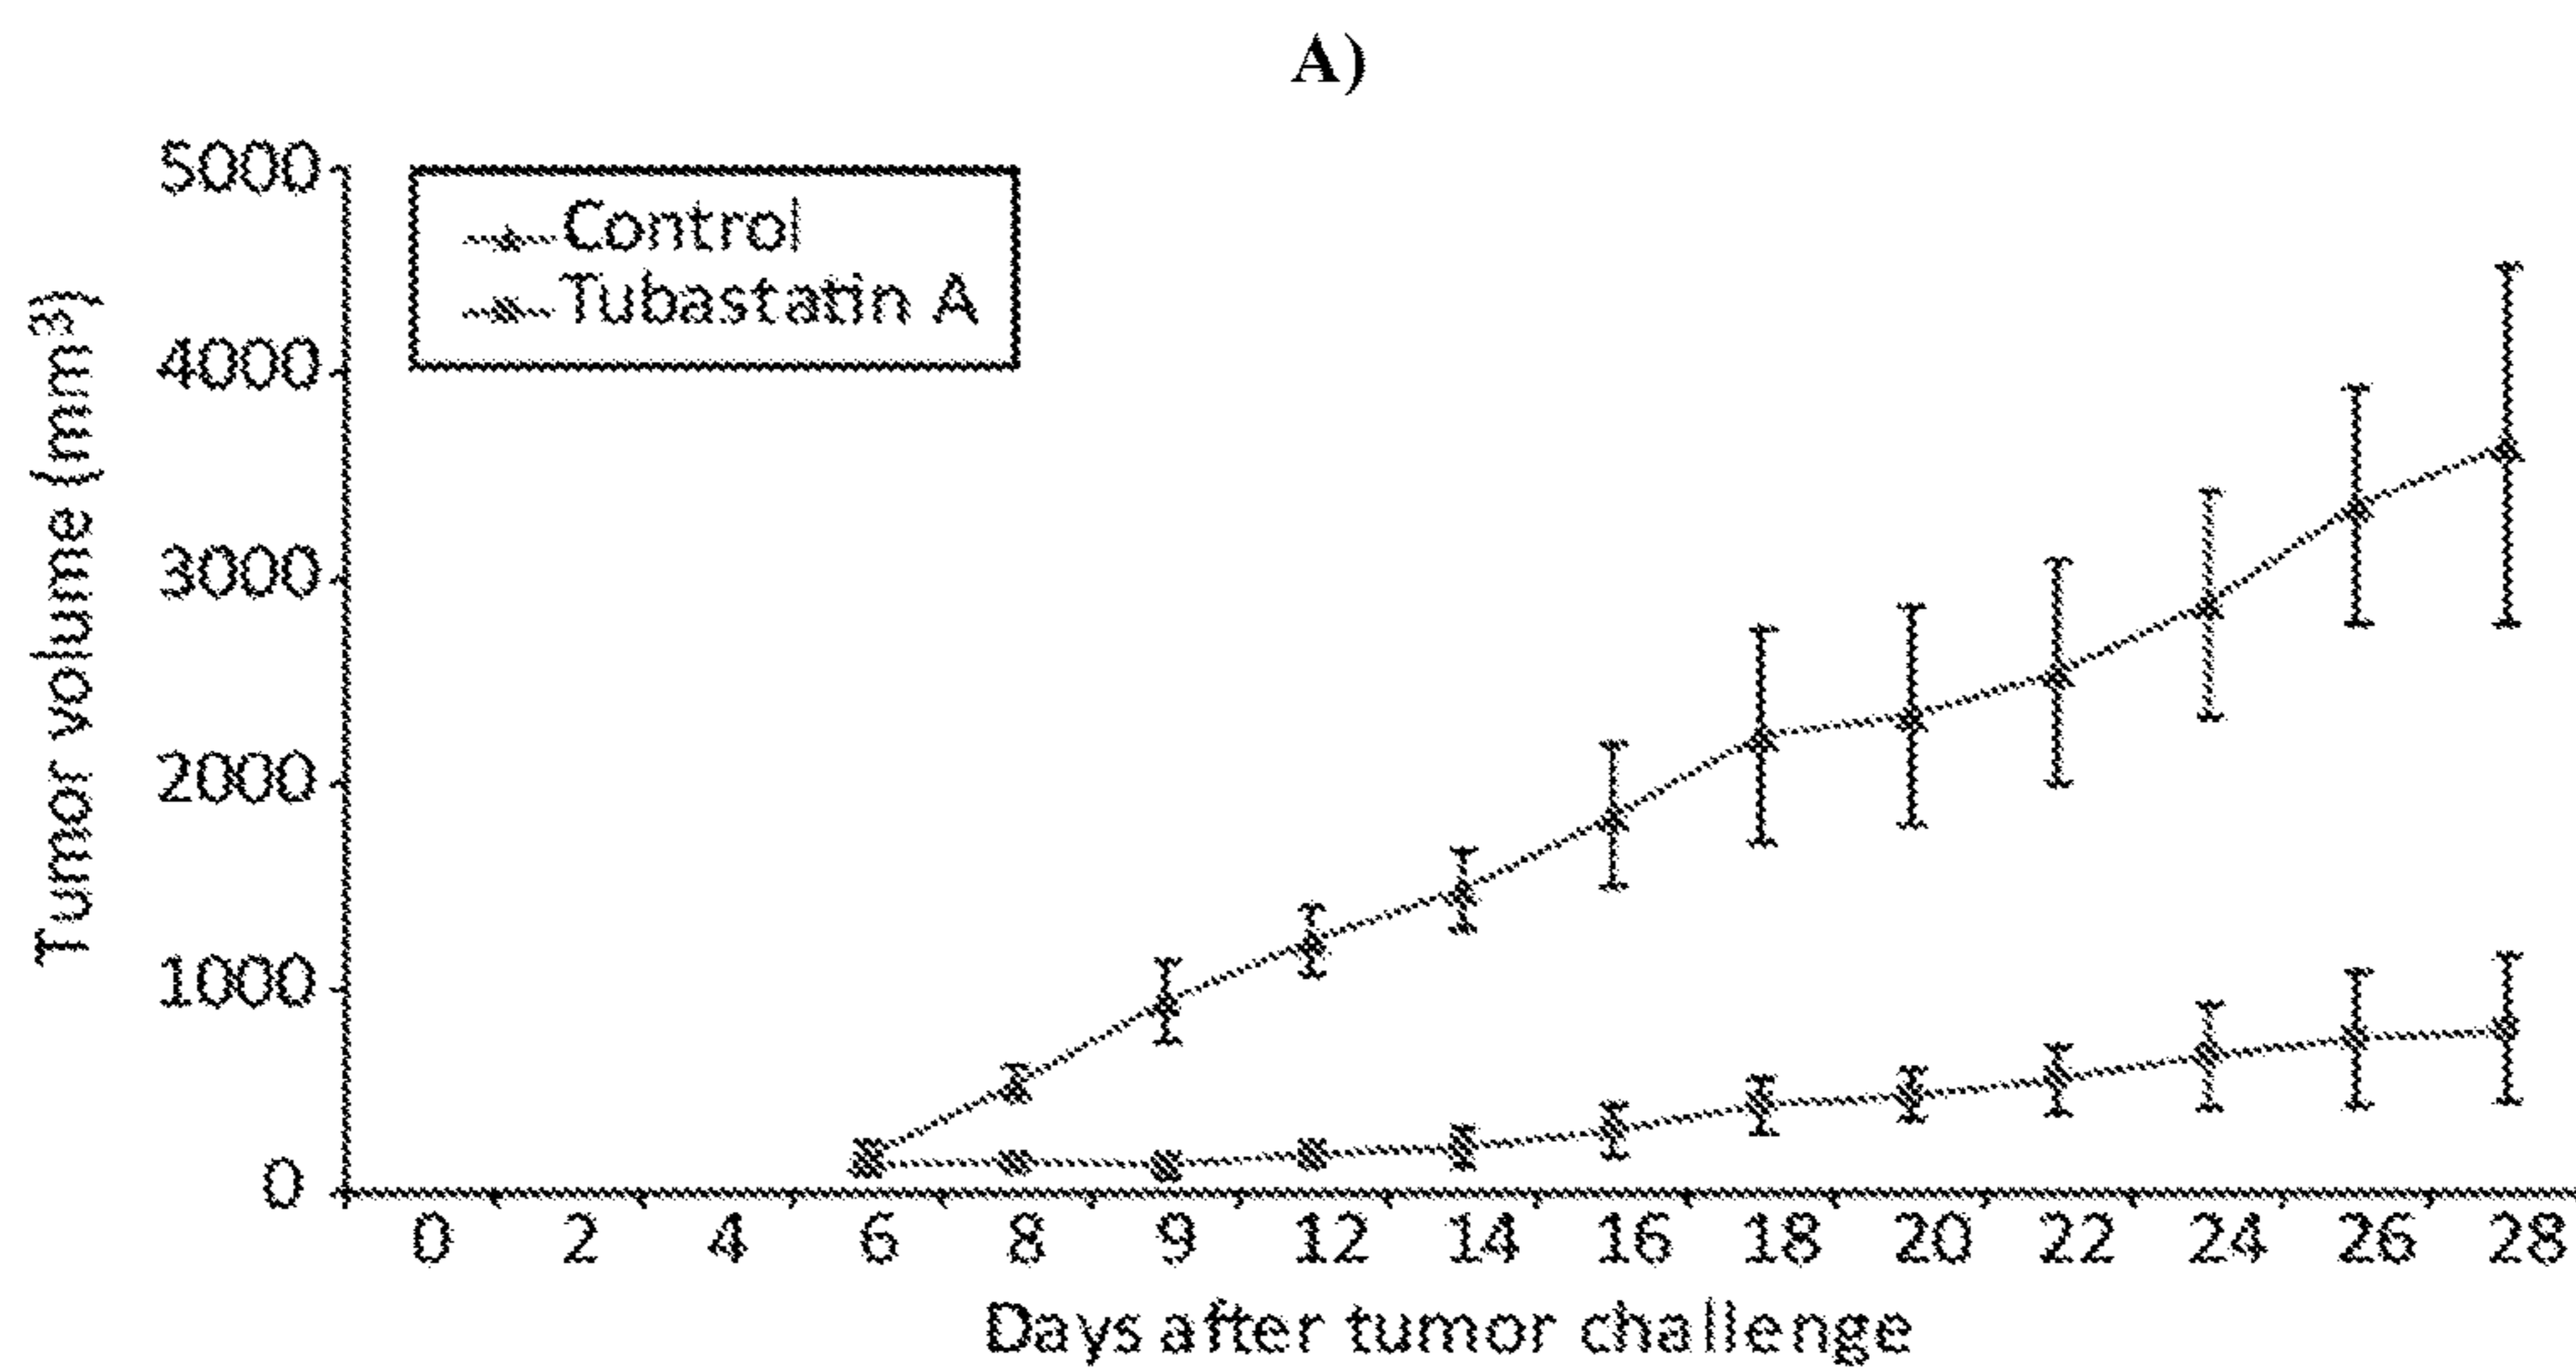 A)
5000
4000
3000
2000
1000
0
Tumor volume (mm³)
Control
Tubastatin A
0 2 4 6 8 9 12 14 16 18 20 22 24 26 28
Days after tumor challenge